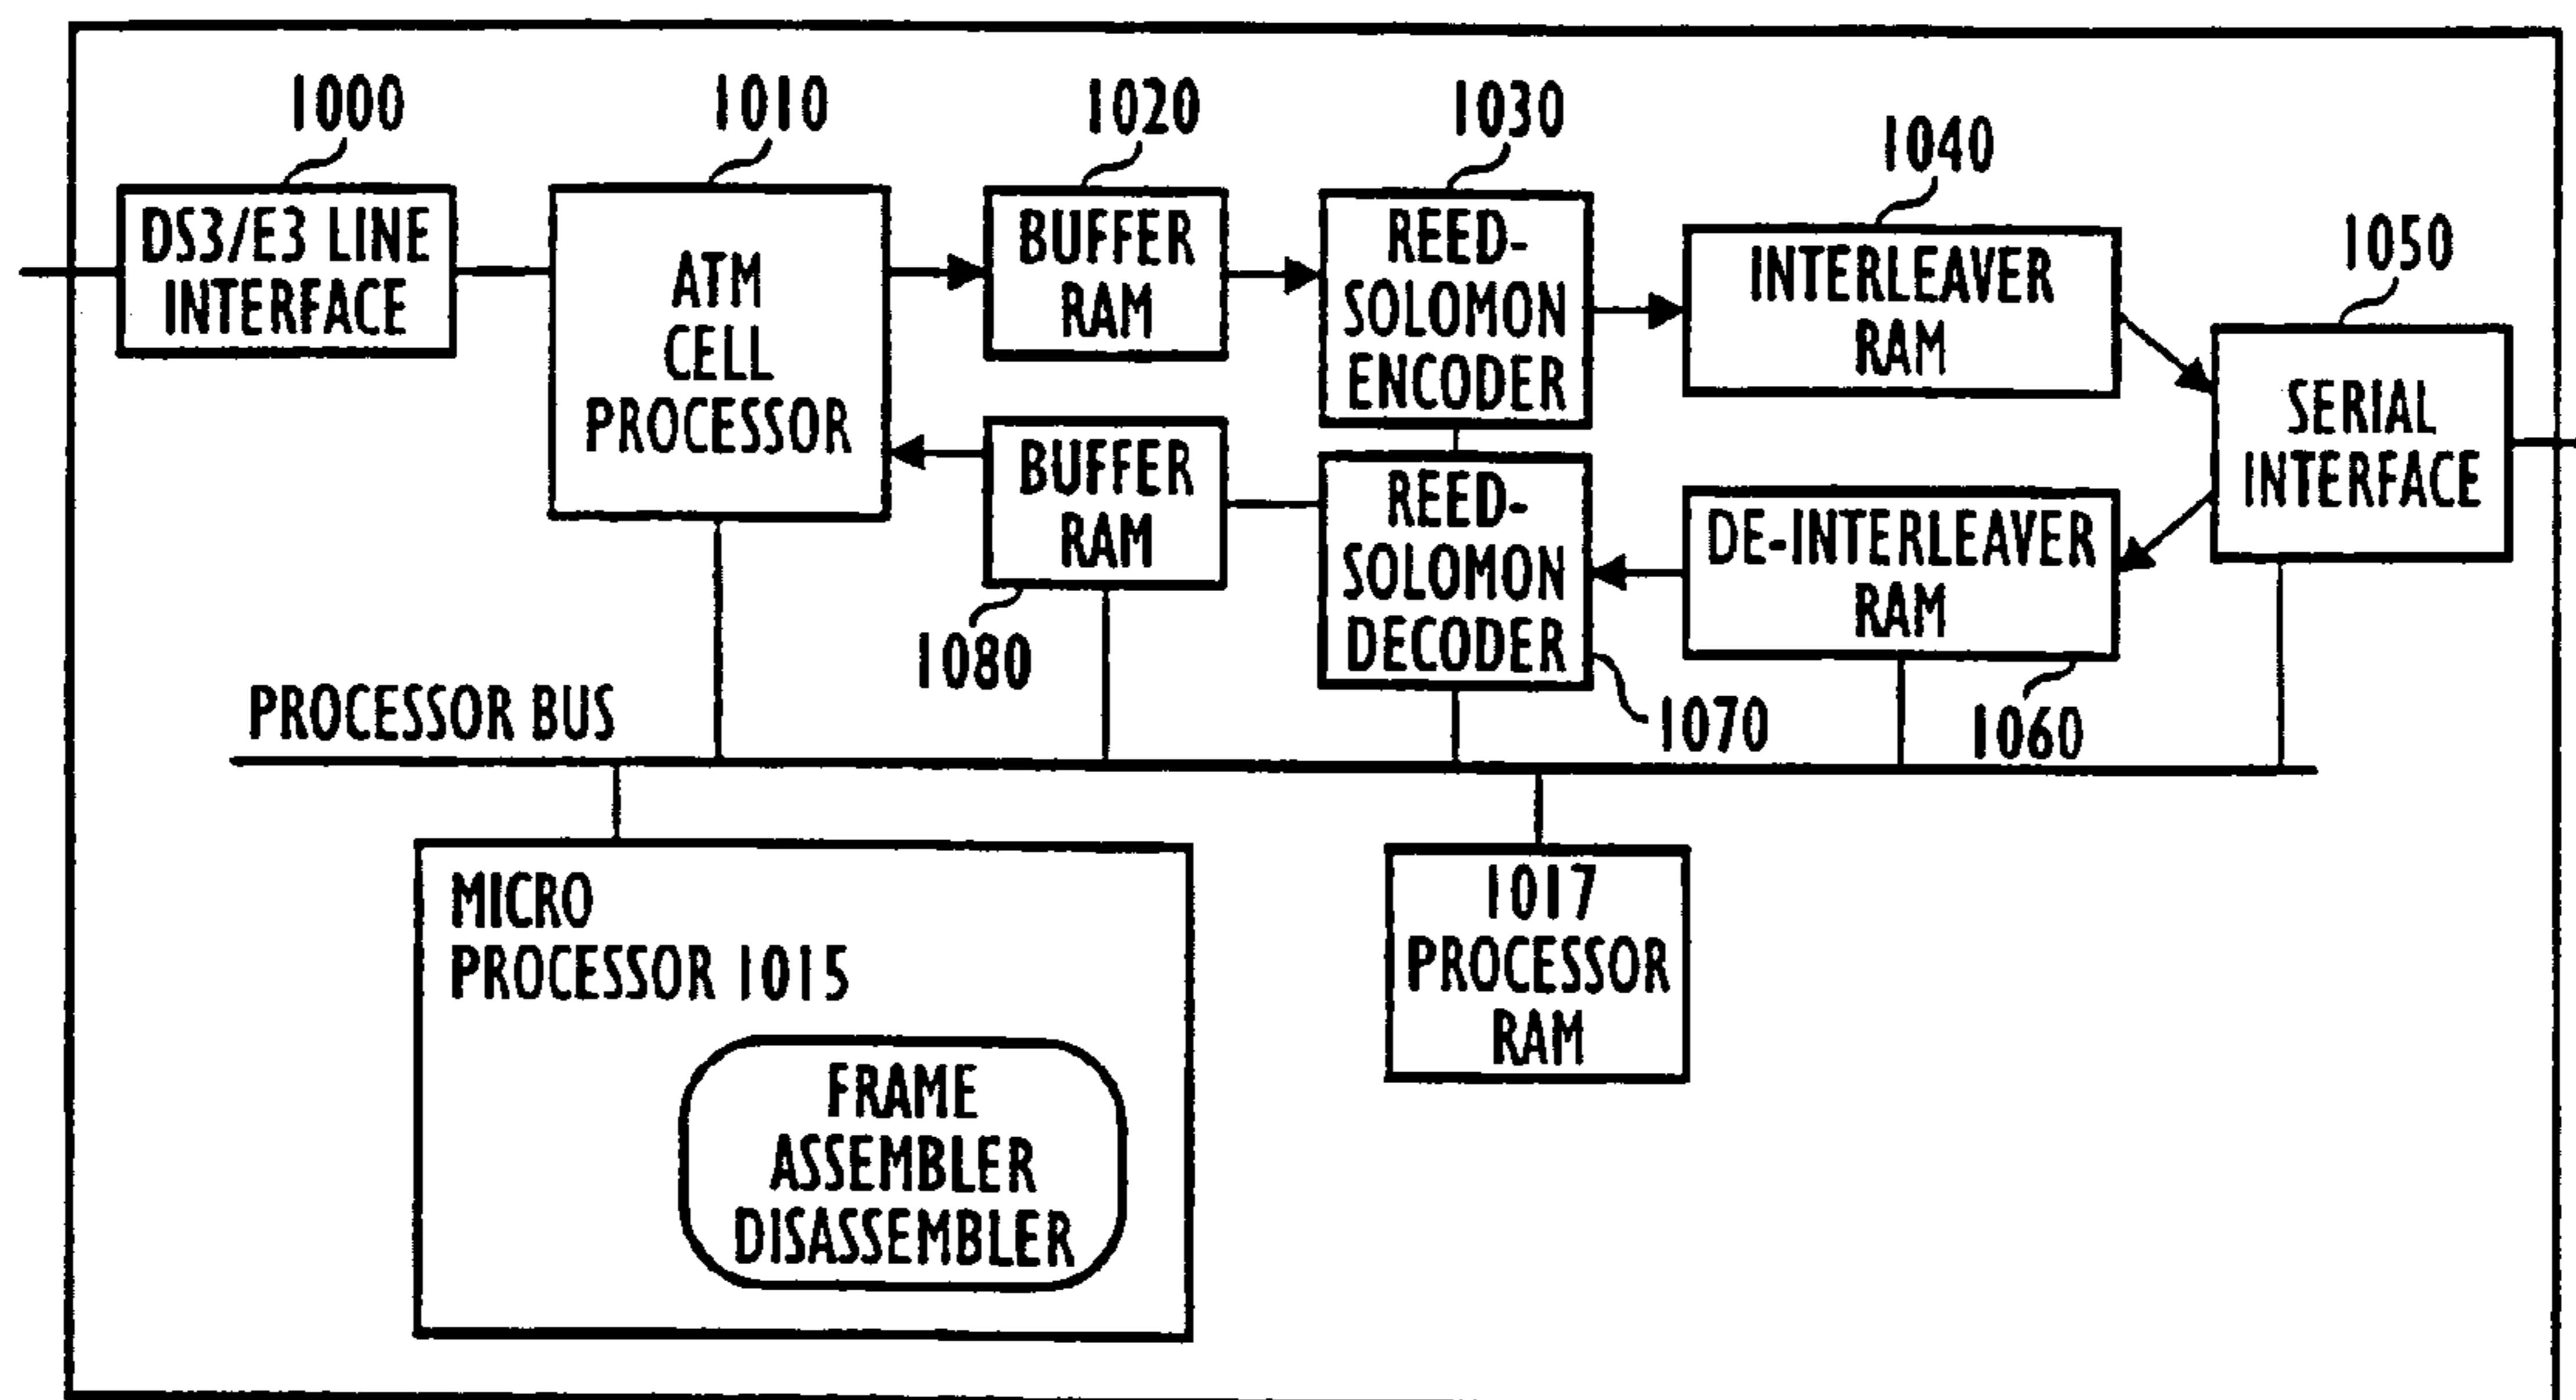 1000
1010
1020
1030
1040
1050
DS3/E3 LINE
INTERFACE
ATM
CELL
PROCESSOR
BUFFER
RAM
REED-
SOLOMON
ENCODER
INTERLEAVER
RAM
SERIAL
INTERFACE
BUFFER
RAM
1080
REED-
SOLOMON
DECODER
1070
DE-INTERLEAVER
RAM
1060
PROCESSOR BUS
MICRO
PROCESSOR 1015
FRAME
ASSEMBLER
DISASSEMBLER
1017
PROCESSOR
RAM